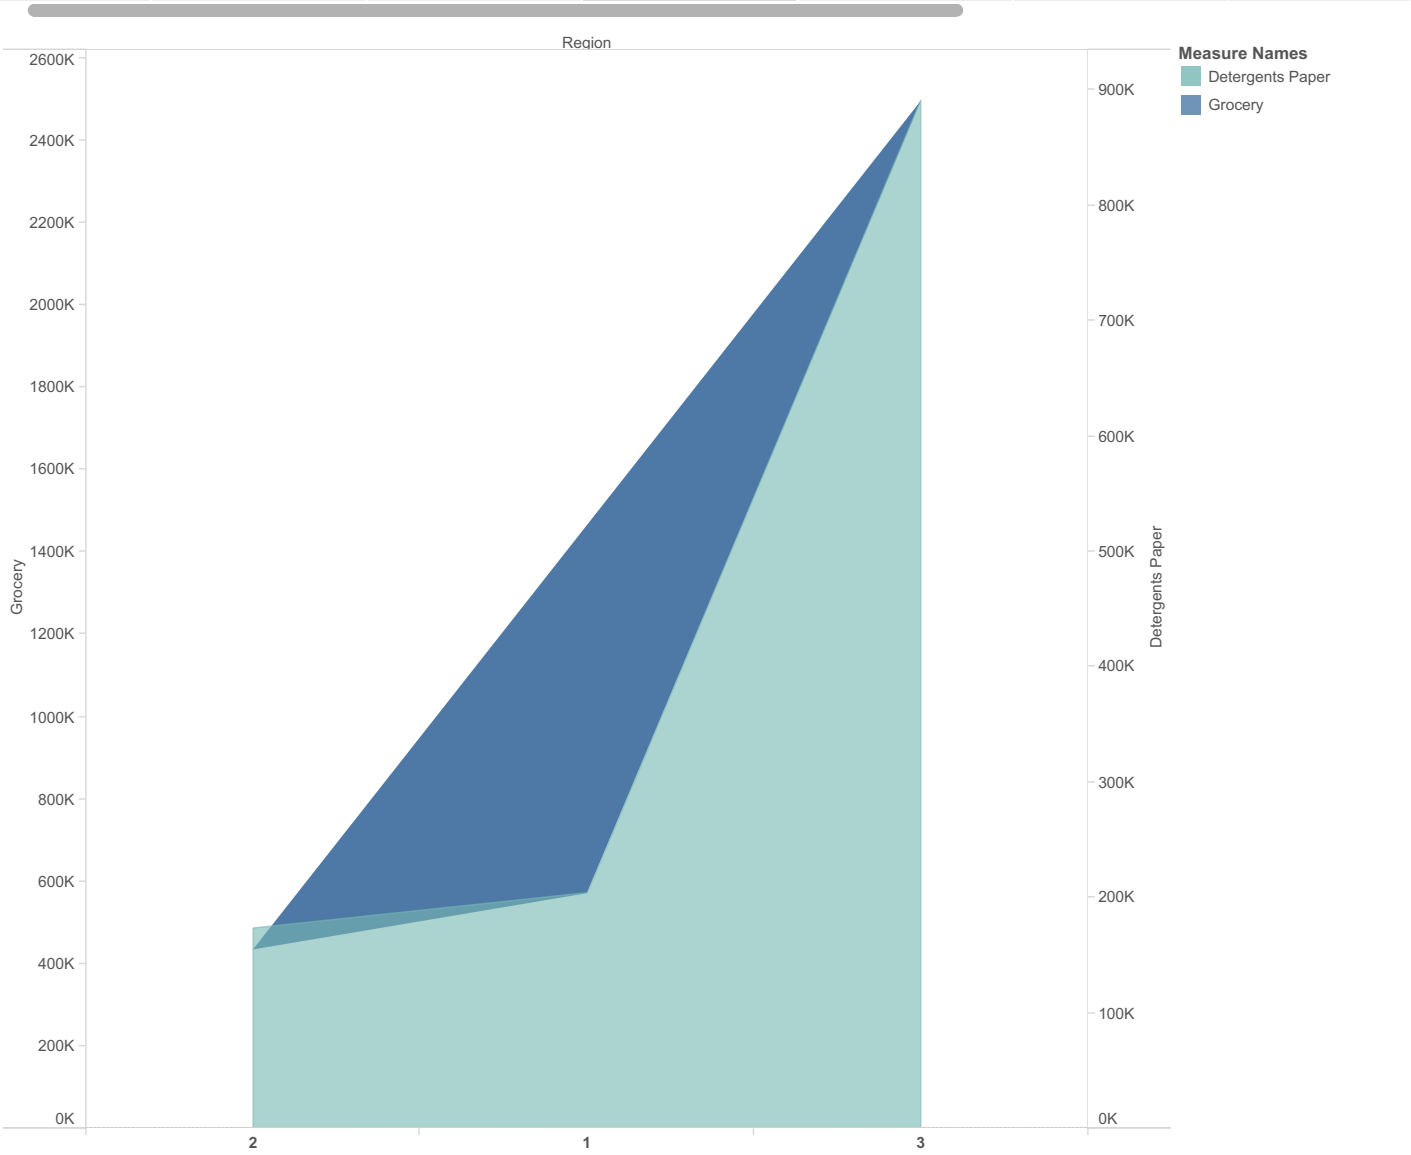 Region
Measure Names
Detergents Paper
Grocery
2600K
2400K
2200K
2000K
1800K
1600K
1400K
1200K
1000K
800K
600K
400K
200K
0K
Grocery
900K
800K
700K
600K
500K
400K
300K
200K
100K
0K
Detergents Paper
2 1 3